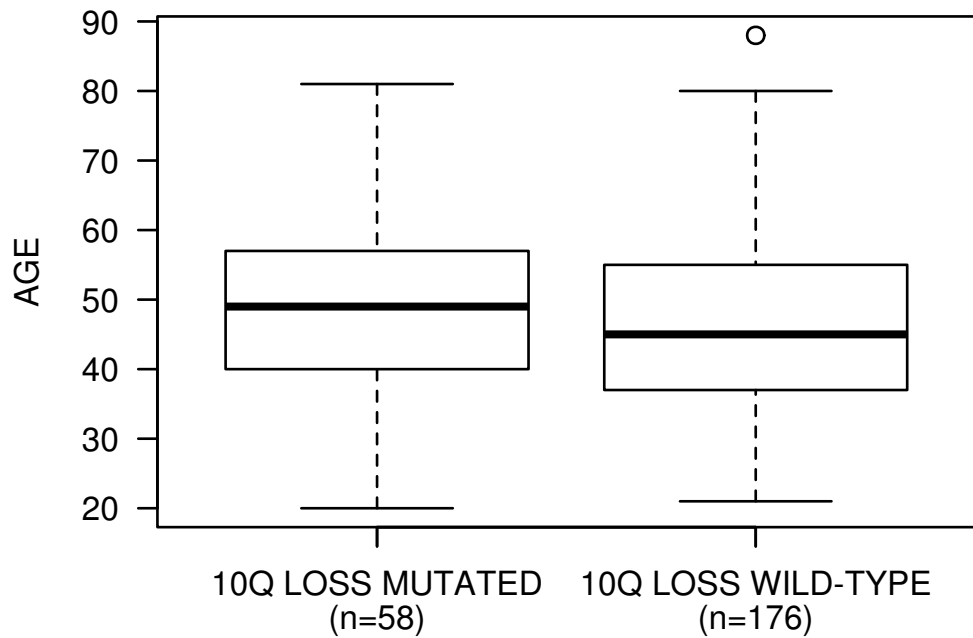 90
80
70
60
50
40
30
20
AGE
10Q LOSS MUTATED
(n=58)
10Q LOSS WILD-TYPE
(n=176)